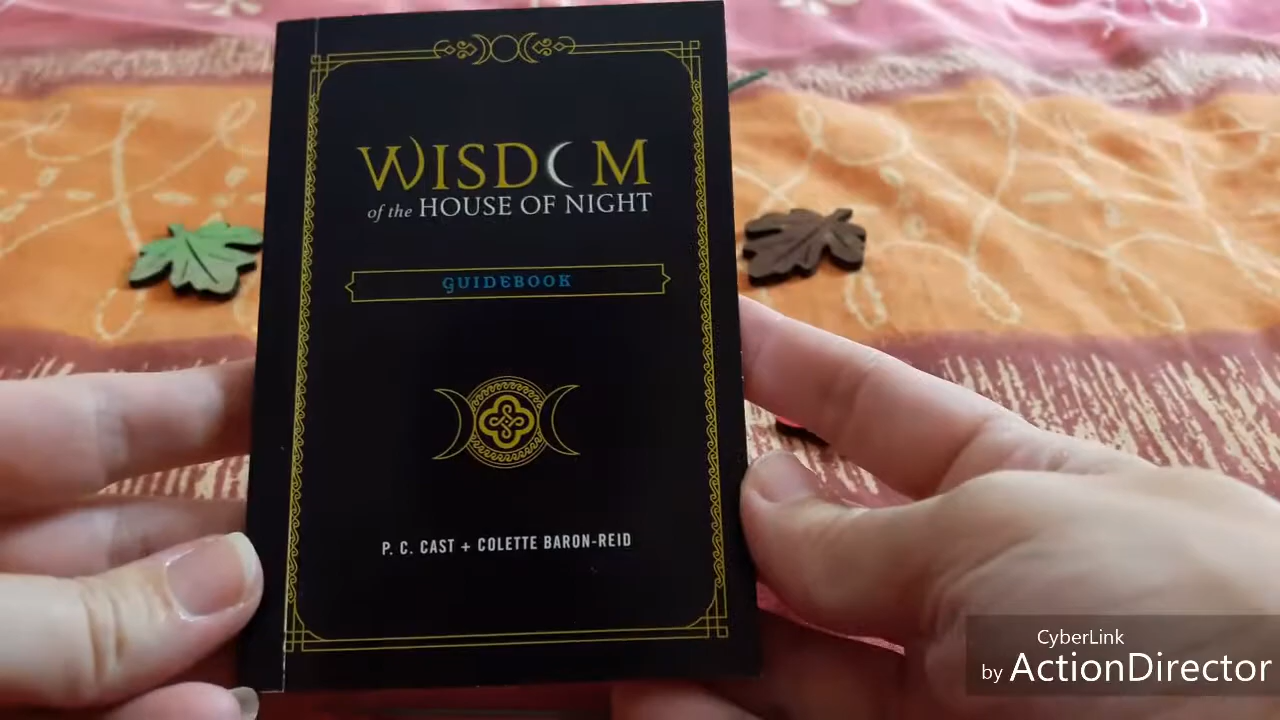 WISDOM
of the HOUSE OF NIGHT
GUIDEBOOK
P. C. CAST + COLETTE BARON-REID
CyberLink
by ActionDirector